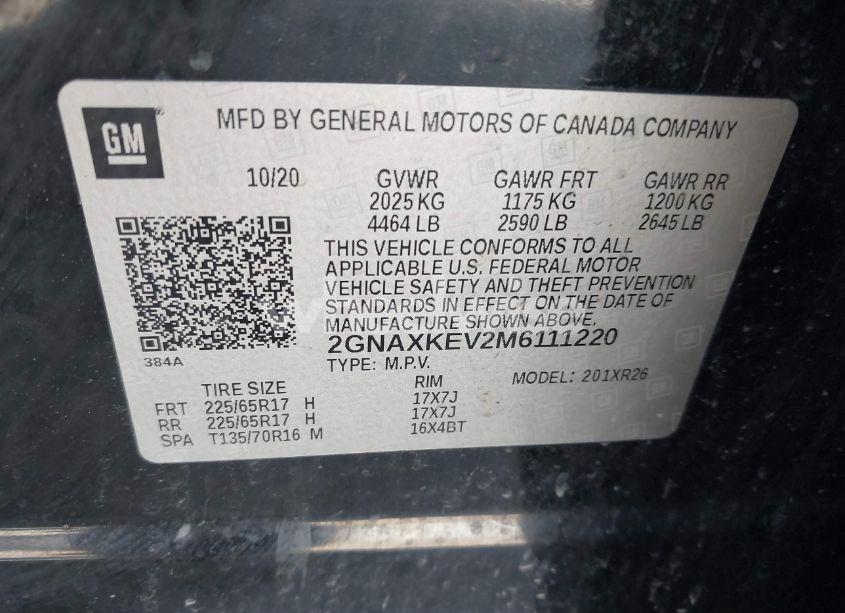 GM
MFD BY GENERAL MOTORS OF CANADA COMPANY
10/20 GVWR GAWR FRT GAWR RR
2025 KG 1175 KG 1200 KG
4464 LB 2590 LB 2645 LB
THIS VEHICLE CONFORMS TO ALL
APPLICABLE U.S. FEDERAL MOTOR
VEHICLE SAFETY AND THEFT PREVENTION
STANDARDS IN EFFECT ON THE DATE OF
MANUFACTURE SHOWN ABOVE.
384A
2GNAXKEV2M6111220
TYPE: M.P.V. MODEL: 201XR26
TIRE SIZE RIM
FRT 225/65R17 H 17X7J
RR 225/65R17 H 17X7J
SPA T135/70R16 M 16X4BT